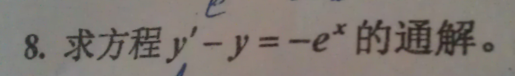 8. 求方程 y′ − y = −eˣ 的通解。